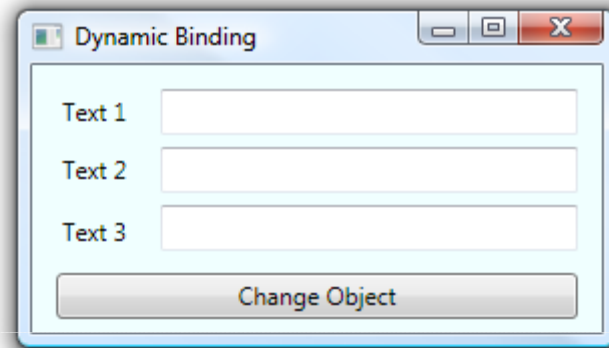 Dynamic Binding
Text 1
Text 2
Text 3
Change Object